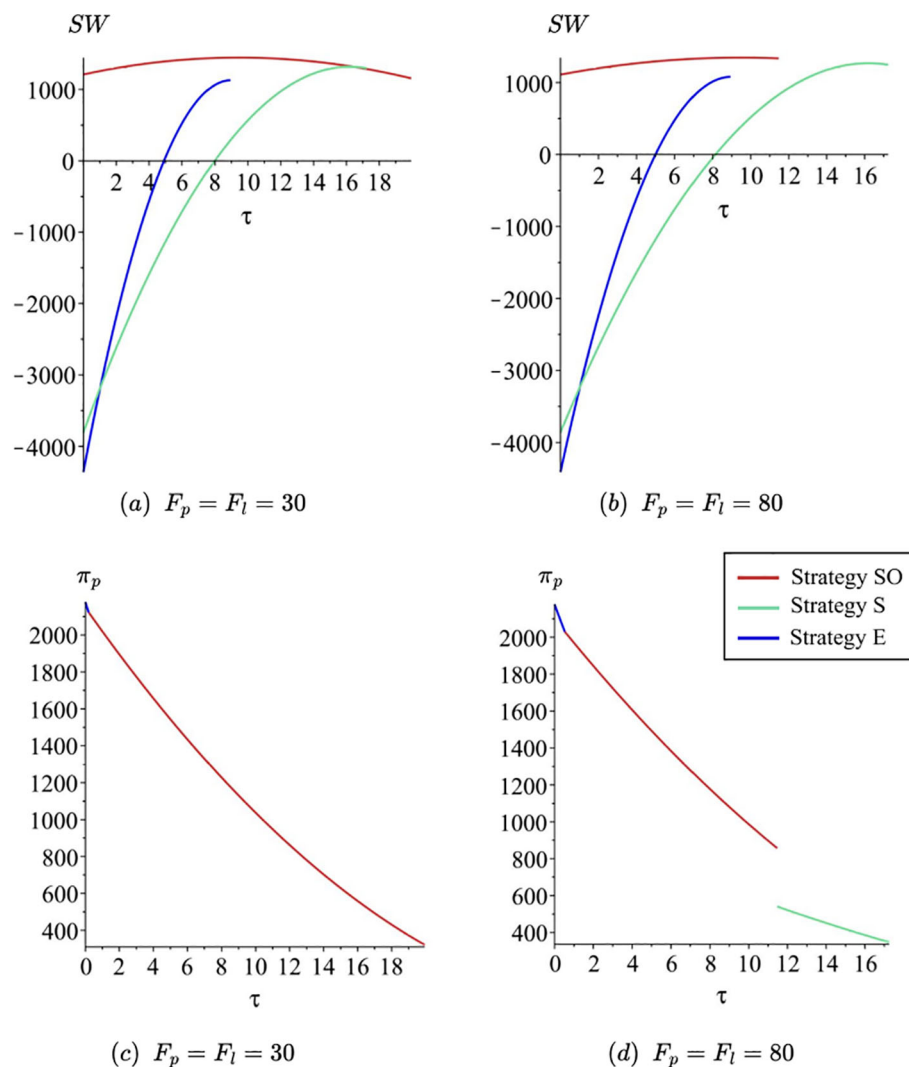 SW
1000
0
−1000
−2000
−3000
−4000
2 4 6 8 10 12 14 16 18
τ
(a) F_p = F_l = 30
SW
1000
0
−1000
−2000
−3000
−4000
2 4 6 8 10 12 14 16
τ
(b) F_p = F_l = 80
π_p
2000
1800
1600
1400
1200
1000
800
600
400
0 2 4 6 8 10 12 14 16 18
τ
(c) F_p = F_l = 30
π_p
2000
1800
1600
1400
1200
1000
800
600
400
0 2 4 6 8 10 12 14 16
τ
(d) F_p = F_l = 80
Strategy SO
Strategy S
Strategy E